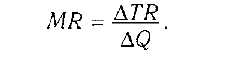 MR = ΔTR / ΔQ .